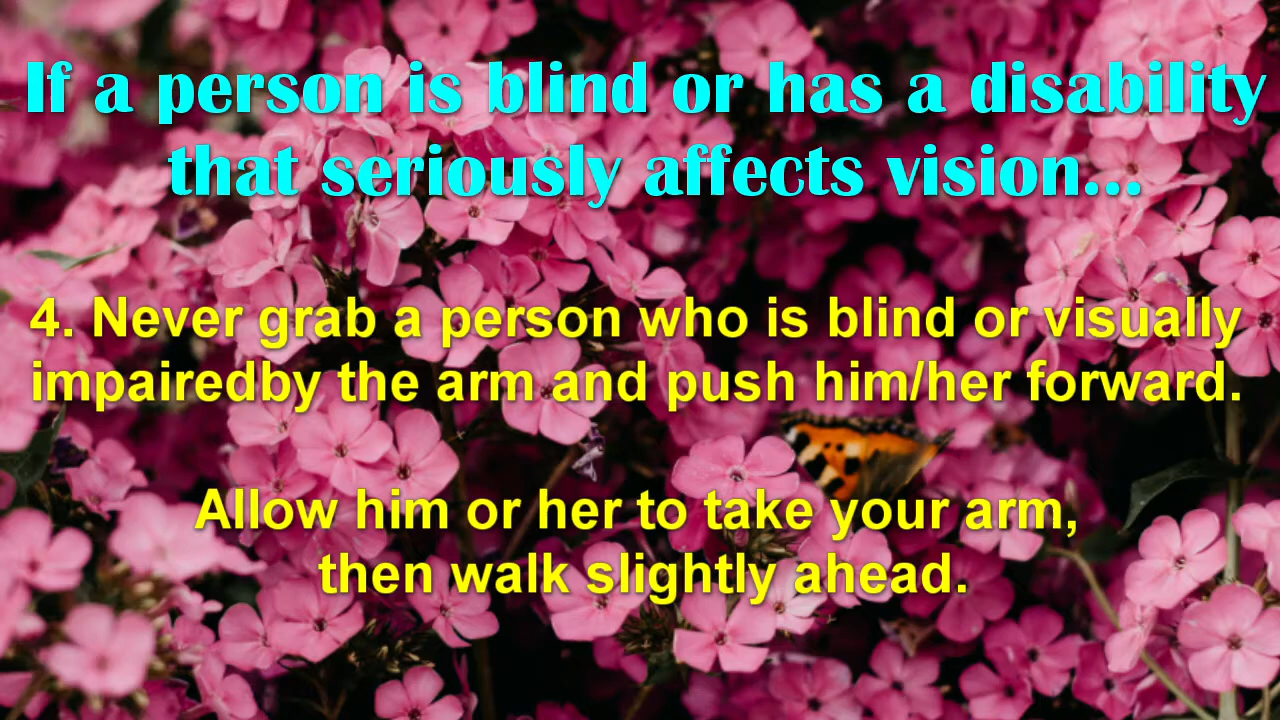 If a person is blind or has a disability
that seriously affects vision...
4. Never grab a person who is blind or visually
impairedby the arm and push him/her forward.
Allow him or her to take your arm,
then walk slightly ahead.